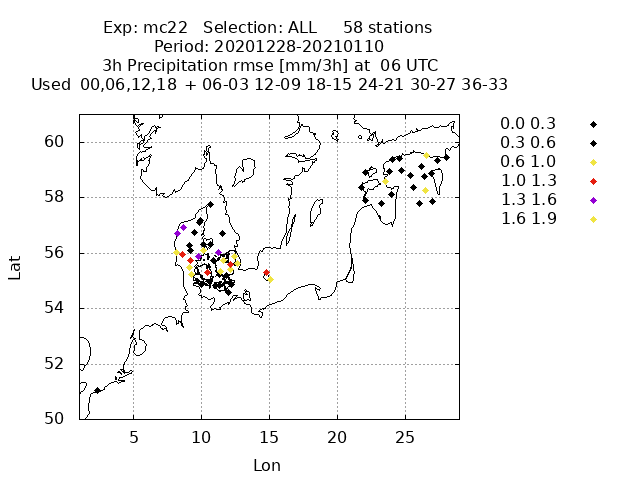 Exp: mc22 Selection: ALL 58 stations
Period: 20201228-20210110
3h Precipitation rmse [mm/3h] at 06 UTC
Used 00,06,12,18 + 06-03 12-09 18-15 24-21 30-27 36-33
60
58
56
54
52
50
Lat
5 10 15 20 25
Lon
0.0 0.3
0.3 0.6
0.6 1.0
1.0 1.3
1.3 1.6
1.6 1.9